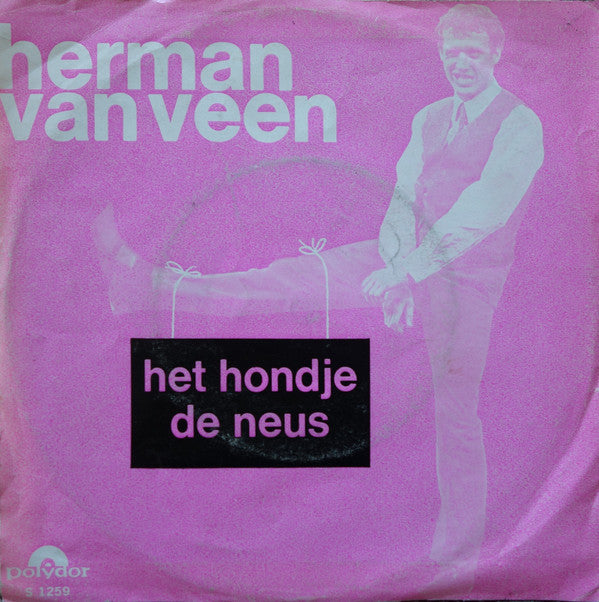 herman
van veen
het hondje
de neus
polydor
S 1259